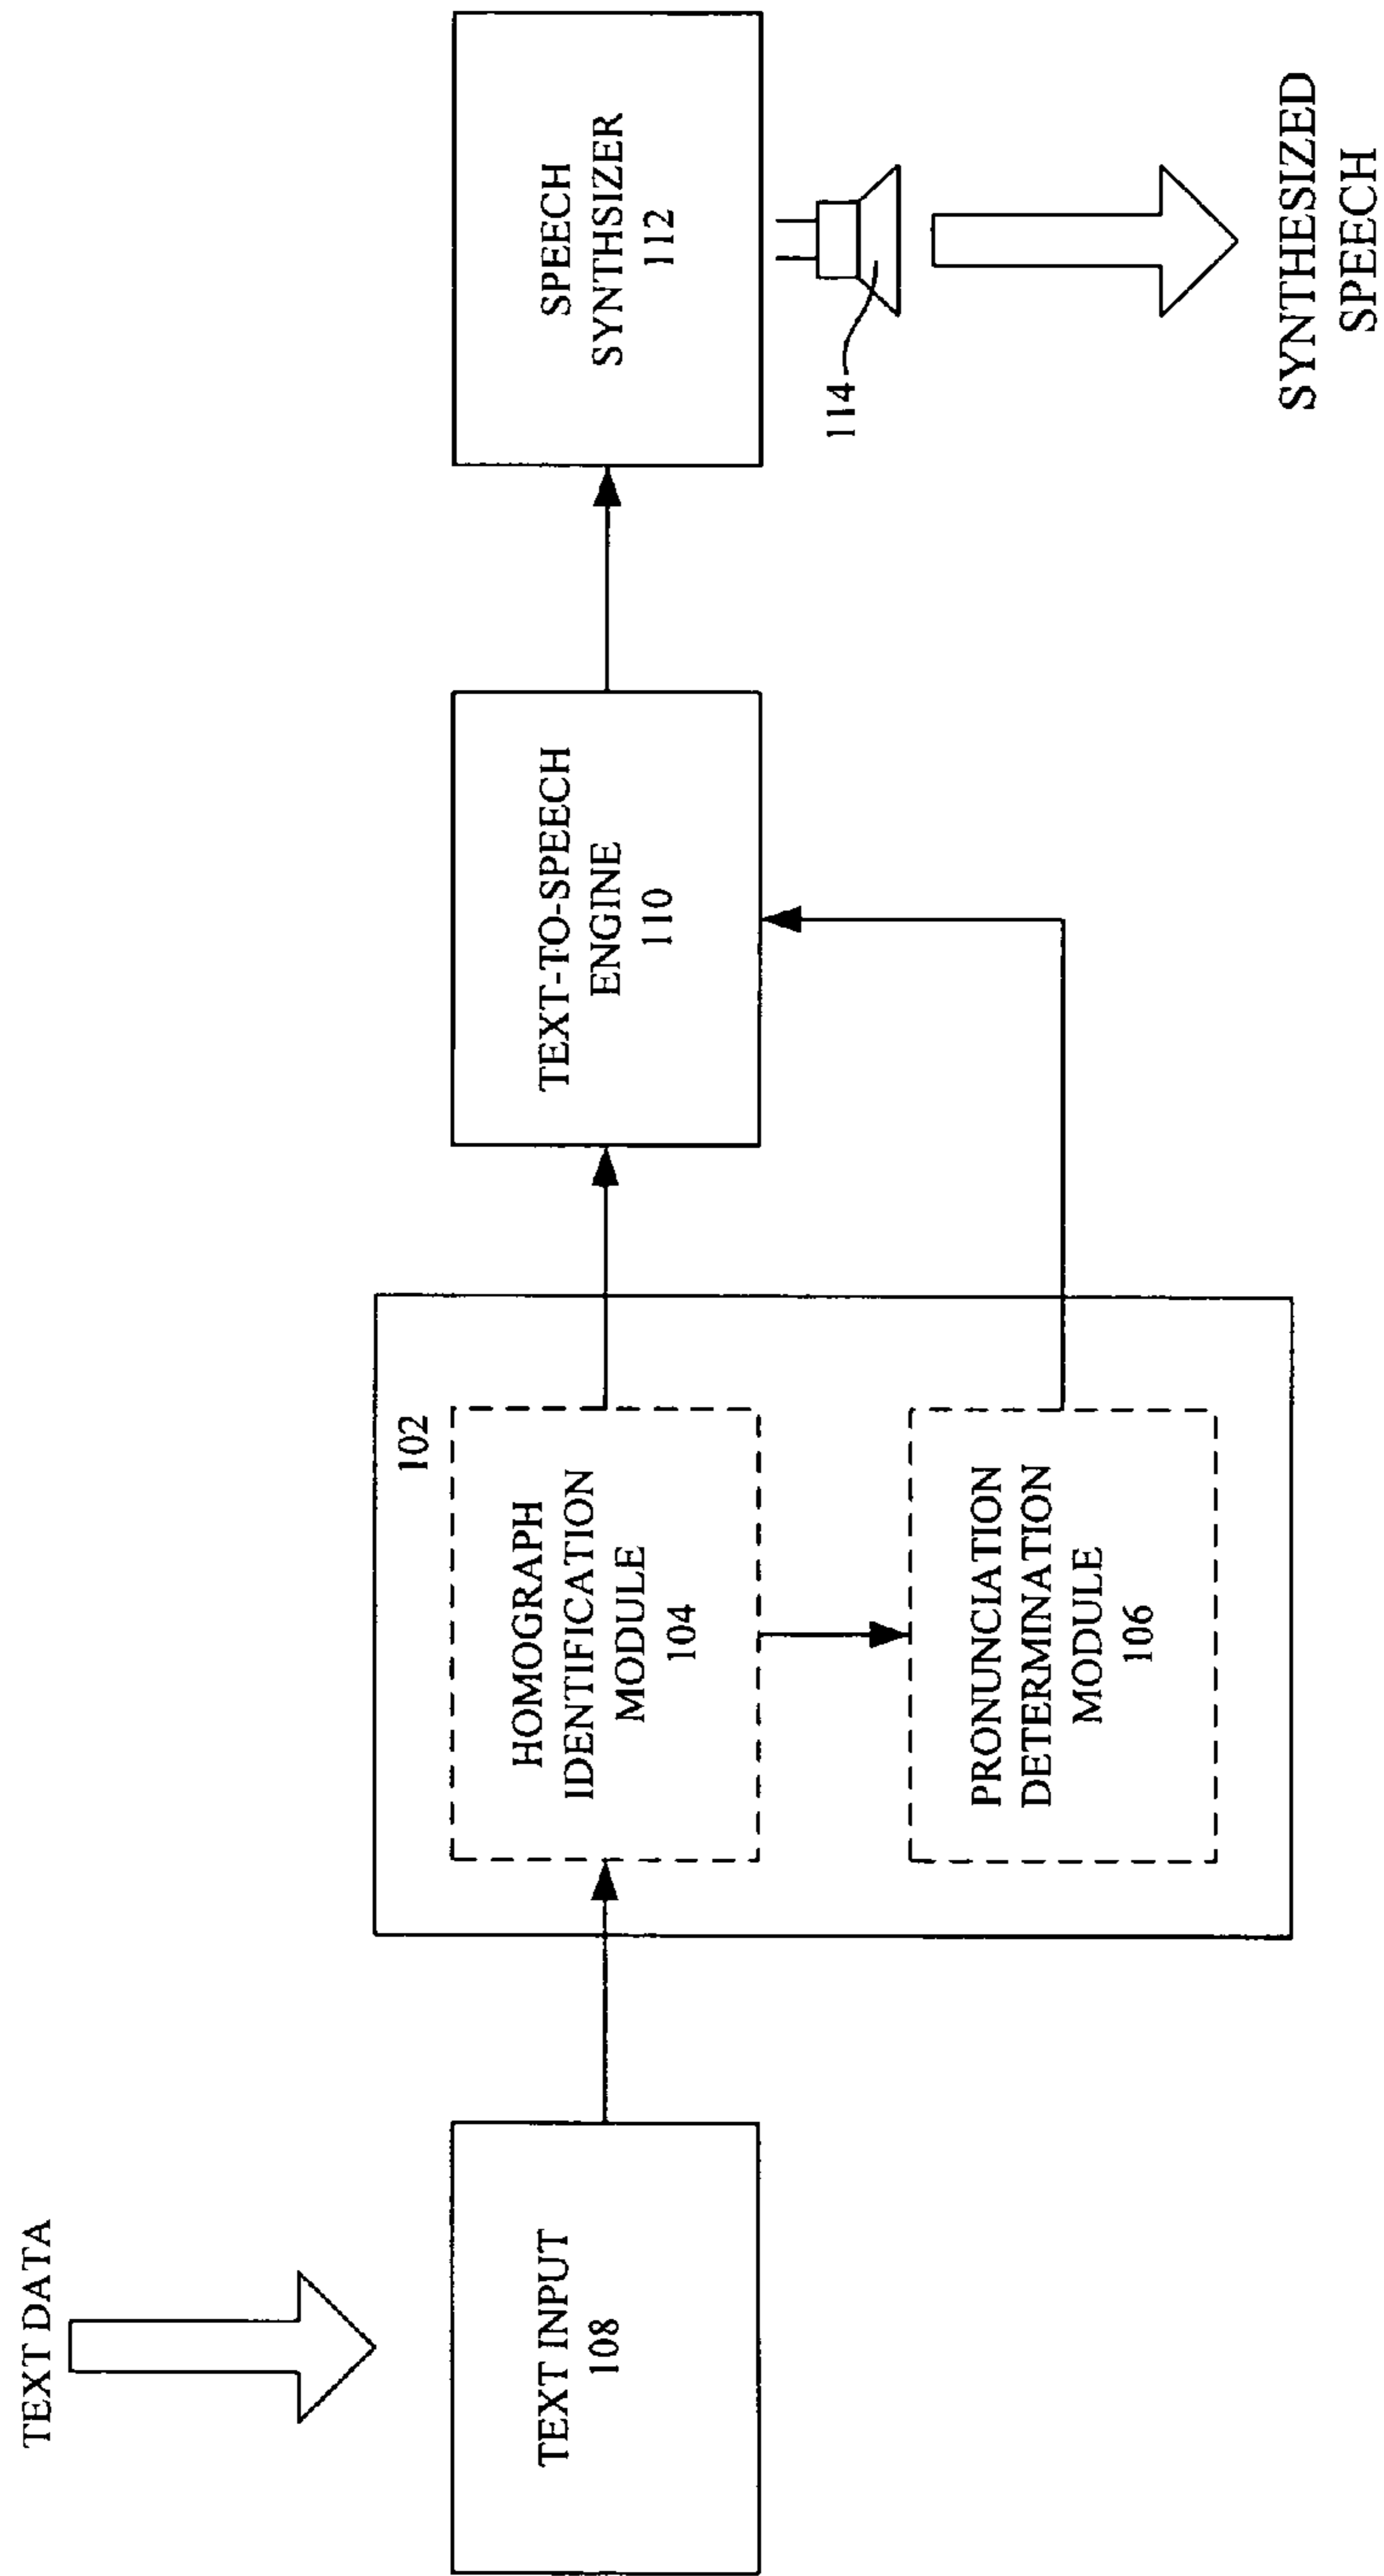 TEXT DATA
TEXT INPUT
108
102
HOMOGRAPH
IDENTIFICATION
MODULE
104
PRONUNCIATION
DETERMINATION
MODULE
106
TEXT-TO-SPEECH
ENGINE
110
SPEECH
SYNTHSIZER
112
114
SYNTHESIZED
SPEECH